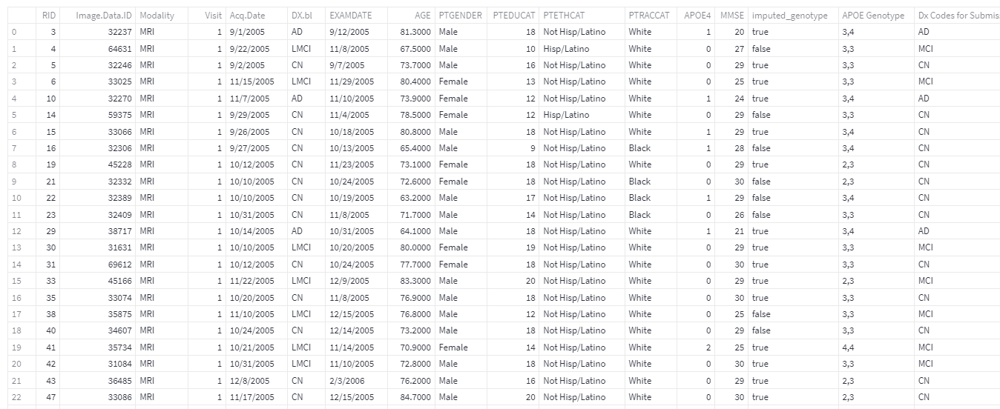 RID Image.Data.ID Modality Visit Acq.Date DX.bl EXAMDATE AGE PTGENDER PTEDUCAT PTETHCAT PTRACCAT APOE4 MMSE imputed_genotype APOE Genotype Dx Codes for Submis
0 3 32237 MRI 1 9/1/2005 AD 9/12/2005 81.3000 Male 18 Not Hisp/Latino White 1 20 true 3,4 AD
1 4 64631 MRI 1 9/22/2005 LMCI 11/8/2005 67.5000 Male 10 Hisp/Latino White 0 27 false 3,3 MCI
2 5 32246 MRI 1 9/2/2005 CN 9/7/2005 73.7000 Male 16 Not Hisp/Latino White 0 29 true 3,3 CN
3 6 33025 MRI 1 11/15/2005 LMCI 11/29/2005 80.4000 Female 13 Not Hisp/Latino White 0 25 true 3,3 MCI
4 10 32270 MRI 1 11/7/2005 AD 11/10/2005 73.9000 Female 12 Not Hisp/Latino White 1 24 true 3,4 AD
5 14 59375 MRI 1 9/29/2005 CN 11/4/2005 78.5000 Female 12 Hisp/Latino White 0 29 false 3,3 CN
6 15 33066 MRI 1 9/26/2005 CN 10/18/2005 80.8000 Male 18 Not Hisp/Latino White 1 29 true 3,4 CN
7 16 32306 MRI 1 9/27/2005 CN 10/13/2005 65.4000 Male 9 Not Hisp/Latino Black 1 28 false 3,4 CN
8 19 45228 MRI 1 10/12/2005 CN 11/23/2005 73.1000 Female 18 Not Hisp/Latino White 0 29 true 2,3 CN
9 21 32332 MRI 1 10/10/2005 CN 10/24/2005 72.6000 Female 18 Not Hisp/Latino Black 0 30 false 2,3 CN
10 22 32389 MRI 1 10/10/2005 CN 10/19/2005 63.2000 Male 17 Not Hisp/Latino Black 1 29 false 3,4 CN
11 23 32409 MRI 1 10/31/2005 CN 11/8/2005 71.7000 Male 14 Not Hisp/Latino Black 0 26 false 3,3 CN
12 29 38717 MRI 1 10/14/2005 AD 10/31/2005 64.1000 Male 18 Not Hisp/Latino White 1 21 true 3,4 AD
13 30 31631 MRI 1 10/10/2005 LMCI 10/20/2005 80.0000 Female 19 Not Hisp/Latino White 0 29 true 3,3 MCI
14 31 69612 MRI 1 10/12/2005 CN 10/24/2005 77.7000 Female 18 Not Hisp/Latino White 0 30 true 3,3 CN
15 33 45166 MRI 1 11/22/2005 LMCI 12/9/2005 83.3000 Male 20 Not Hisp/Latino White 0 29 true 2,3 MCI
16 35 33074 MRI 1 10/20/2005 CN 11/8/2005 76.9000 Male 18 Not Hisp/Latino White 0 30 true 3,3 CN
17 38 35875 MRI 1 11/10/2005 LMCI 12/15/2005 76.8000 Male 12 Not Hisp/Latino White 0 25 false 3,3 MCI
18 40 34607 MRI 1 10/24/2005 CN 12/14/2005 73.2000 Male 18 Not Hisp/Latino White 0 29 false 3,3 CN
19 41 35734 MRI 1 10/21/2005 LMCI 11/14/2005 70.9000 Female 14 Not Hisp/Latino White 2 25 true 4,4 MCI
20 42 31084 MRI 1 10/31/2005 LMCI 11/10/2005 72.8000 Male 18 Not Hisp/Latino White 0 30 true 3,3 MCI
21 43 36485 MRI 1 12/8/2005 CN 2/3/2006 76.2000 Male 16 Not Hisp/Latino White 0 29 true 2,3 CN
22 47 33086 MRI 1 11/17/2005 CN 12/15/2005 84.7000 Male 20 Not Hisp/Latino White 0 30 true 2,3 CN